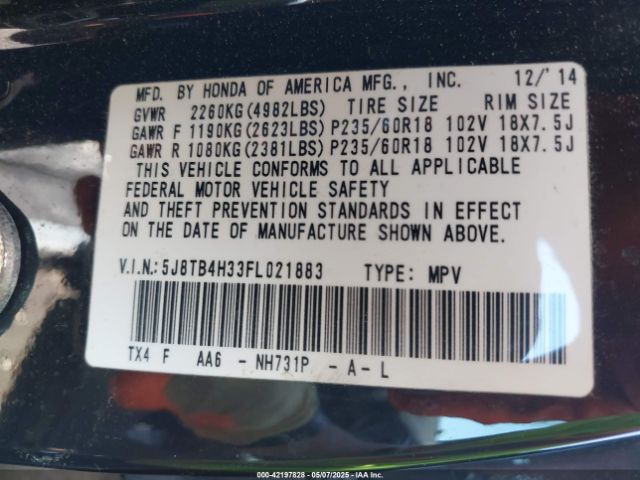 MFD. BY HONDA OF AMERICA MFG., INC. 12/'14
GVWR 2260KG(4982LBS) TIRE SIZE RIM SIZE
GAWR F 1190KG(2623LBS) P235/60R18 102V 18X7.5J
GAWR R 1080KG(2381LBS) P235/60R18 102V 18X7.5J
THIS VEHICLE CONFORMS TO ALL APPLICABLE
FEDERAL MOTOR VEHICLE SAFETY
AND THEFT PREVENTION STANDARDS IN EFFECT
ON THE DATE OF MANUFACTURE SHOWN ABOVE.
V.I.N.: 5J8TB4H33FL021883 TYPE: MPV
TX4 F AA6 - NH731P - A - L
000-42197828 - 05/07/2025 - IAAI.COM